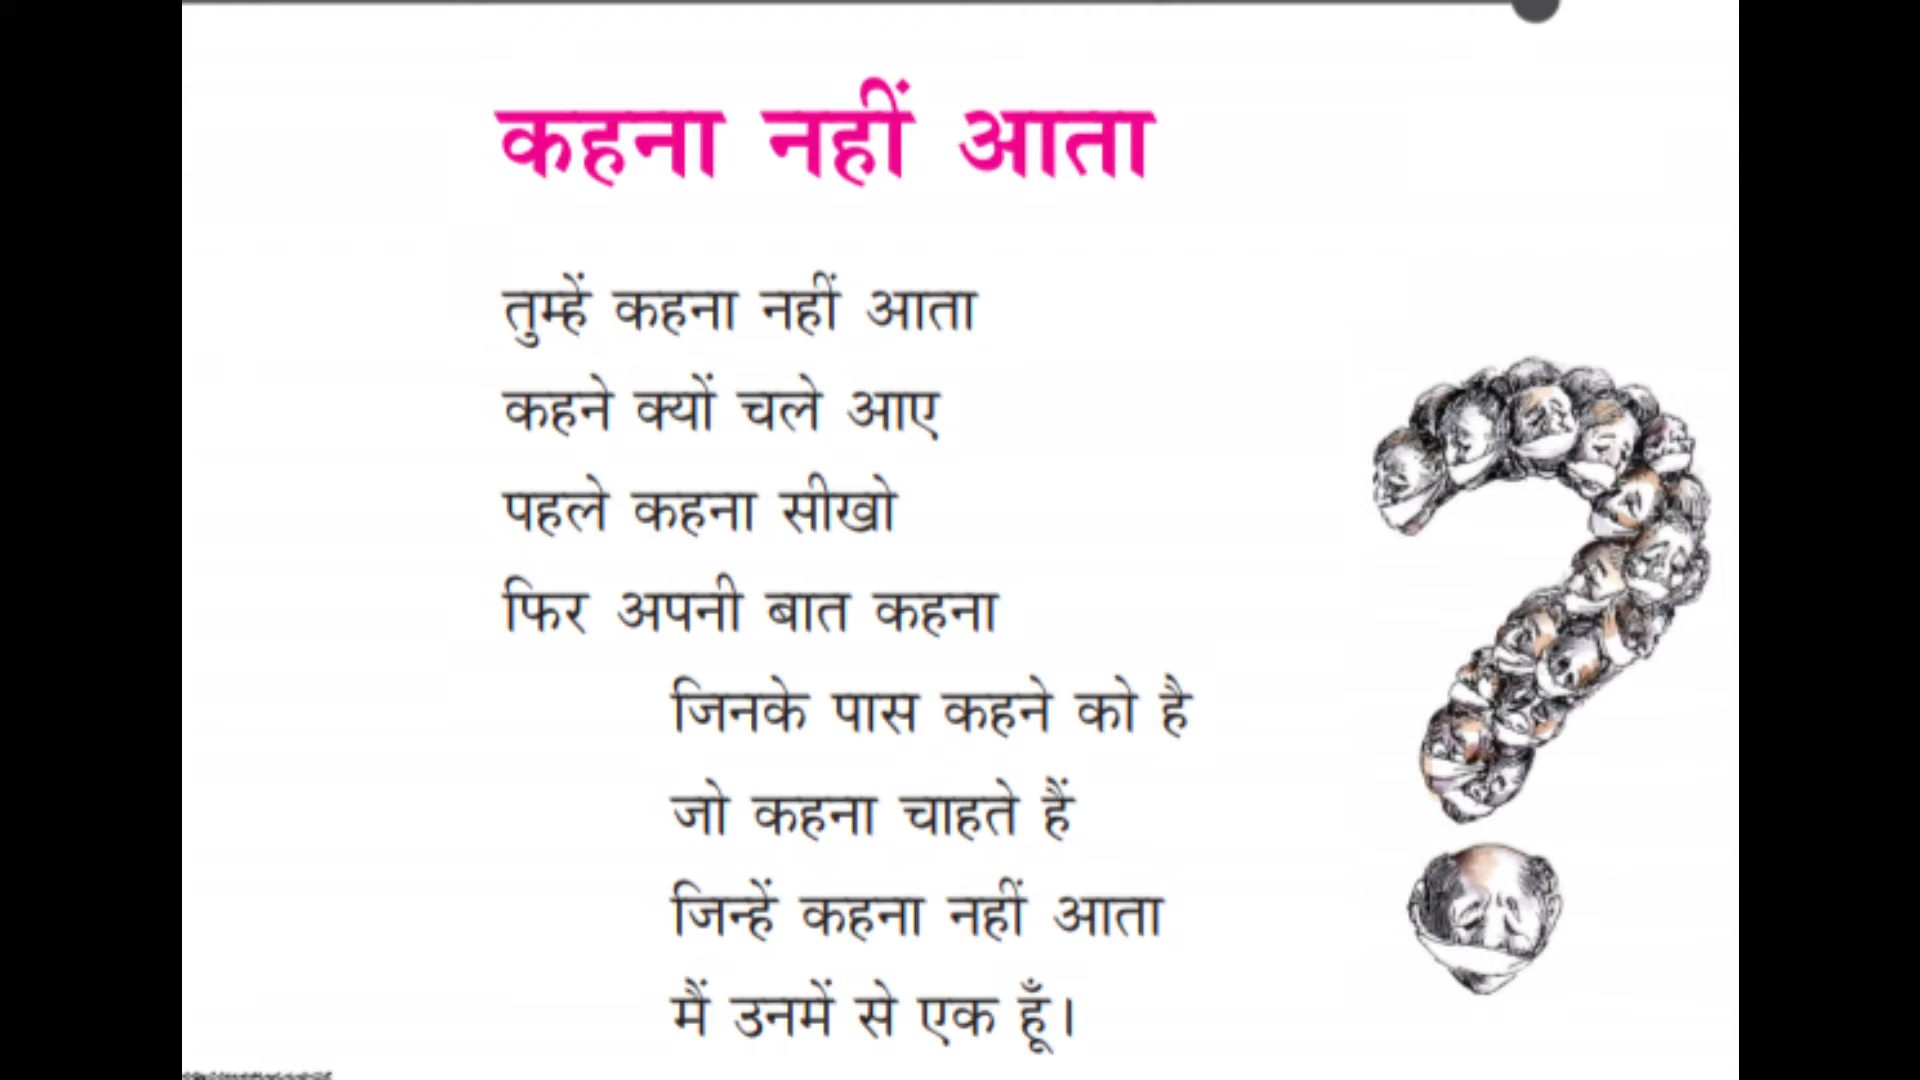 कहना नहीं आता
तुम्हें कहना नहीं आता
कहने क्यों चले आए
पहले कहना सीखो
फिर अपनी बात कहना
जिनके पास कहने को है
जो कहना चाहते हैं
जिन्हें कहना नहीं आता
मैं उनमें से एक हूँ।